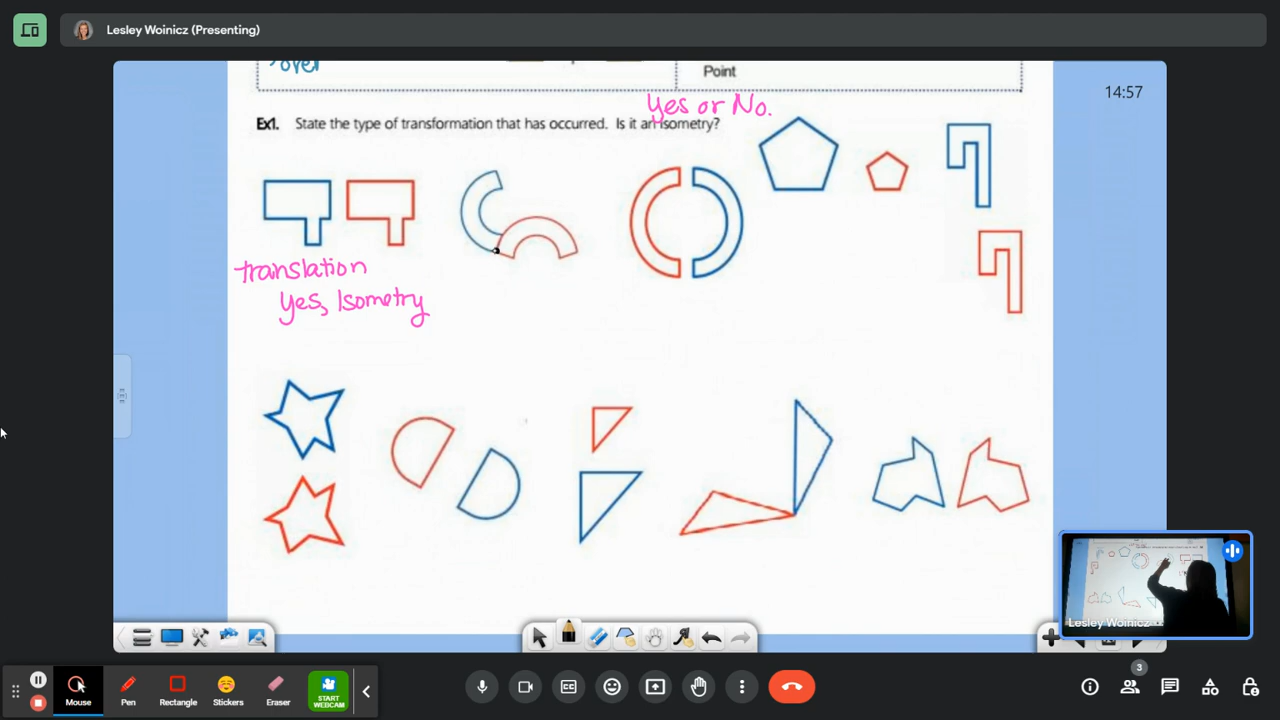 Lesley Woinicz (Presenting)
over
Point
14:57
Yes or No.
Ex1. State the type of transformation that has occurred. Is it an isometry?
translation
Yes, Isometry
Lesley Woinicz
3
Mouse
Pen
Rectangle
Stickers
Eraser
START
WEBCAM